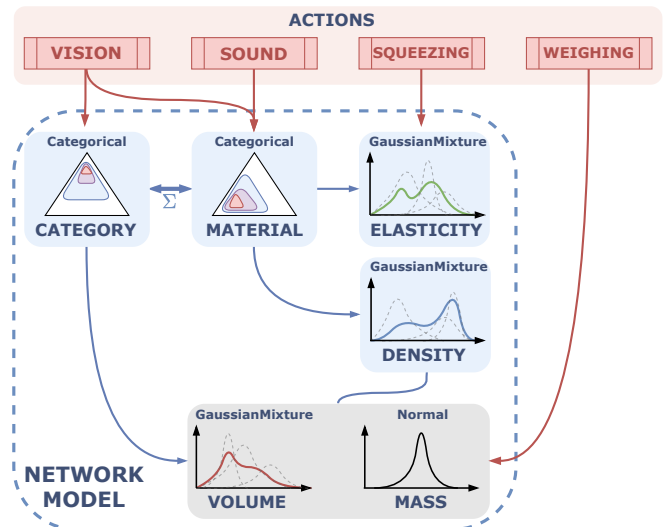 ACTIONS
VISION
SOUND
SQUEEZING
WEIGHING
Categorical
CATEGORY
Σ
Categorical
MATERIAL
GaussianMixture
ELASTICITY
GaussianMixture
DENSITY
GaussianMixture
VOLUME
Normal
MASS
NETWORK
MODEL